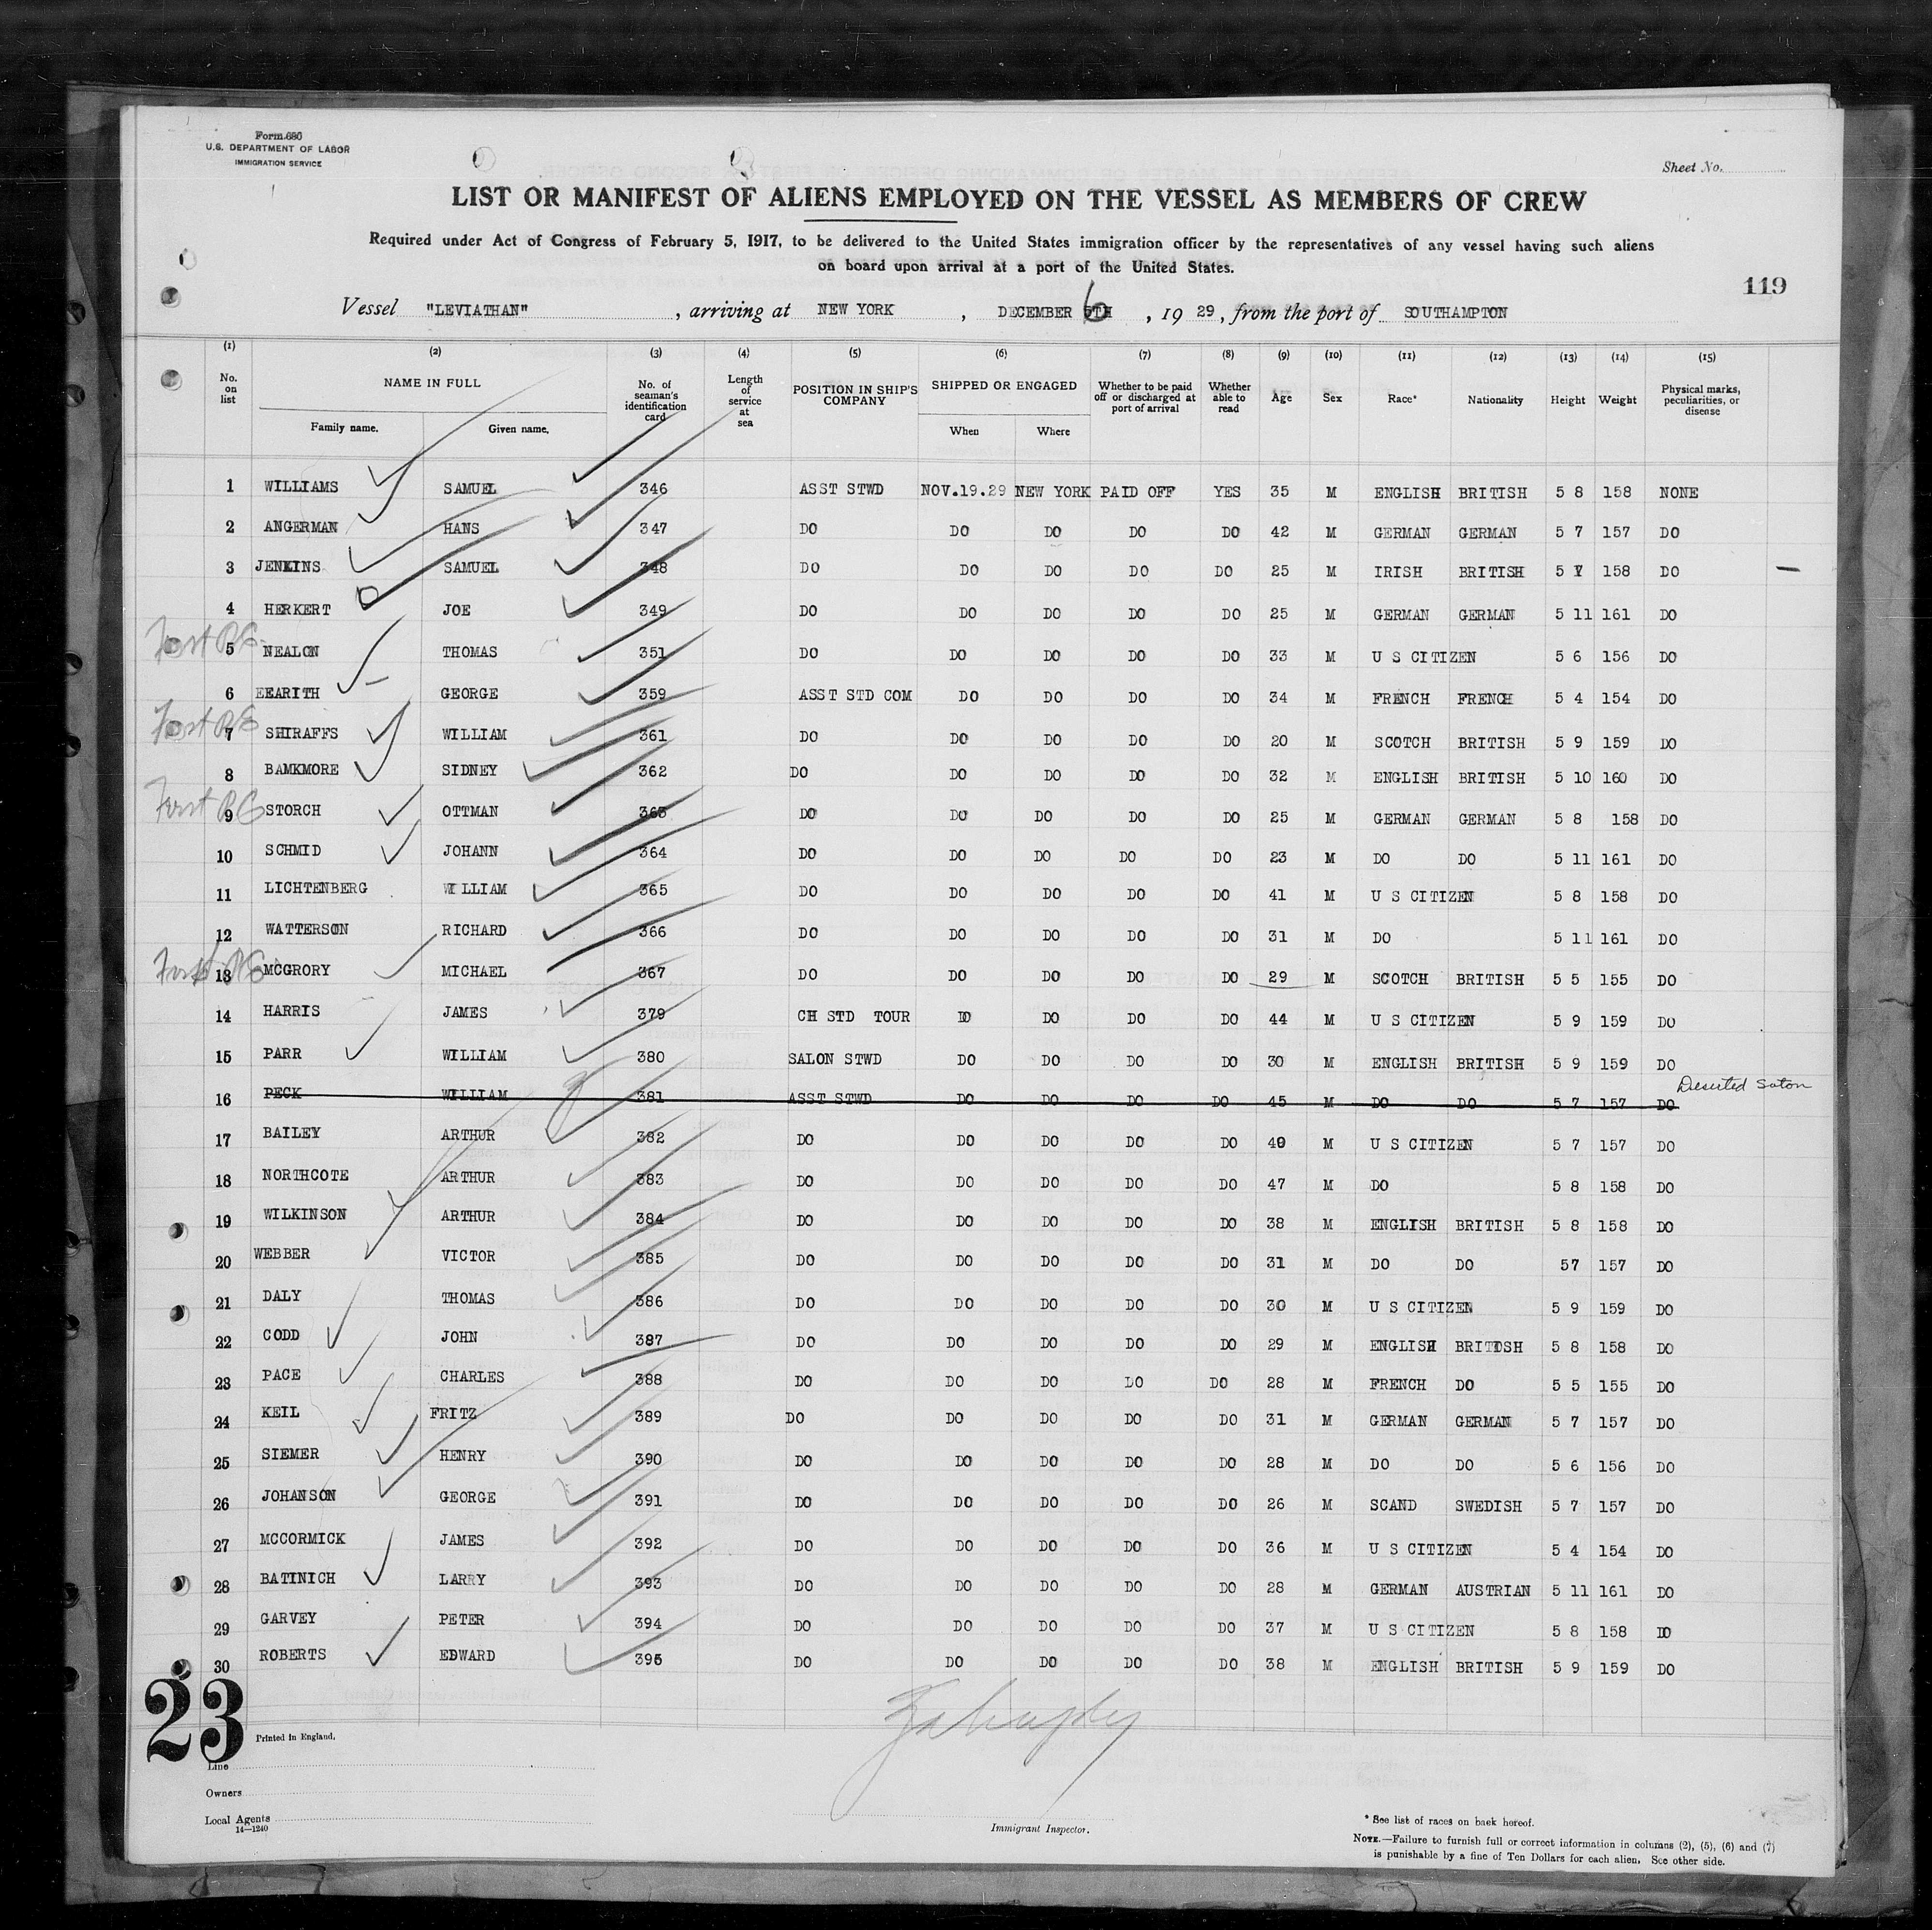 Form 686
U.S. DEPARTMENT OF LABOR
IMMIGRATION SERVICE
Sheet No.
LIST OR MANIFEST OF ALIENS EMPLOYED ON THE VESSEL AS MEMBERS OF CREW
Required under Act of Congress of February 5, 1917, to be delivered to the United States immigration officer by the representatives of any vessel having such aliens
on board upon arrival at a port of the United States.
119
Vessel "LEVIATHAN", arriving at NEW YORK, DECEMBER 6, 1929, from the port of SOUTHAMPTON
(1) (2) (3) (4) (5) (6) (7) (8) (9) (10) (11) (12) (13) (14) (15)
No. on list NAME IN FULL Family name. Given name. No. of seaman's identification card Length of service at sea POSITION IN SHIP'S COMPANY SHIPPED OR ENGAGED When Where Whether to be paid off or discharged at port of arrival Whether able to read Age Sex Race* Nationality Height Weight Physical marks, peculiarities, or disease
1 WILLIAMS SAMUEL 346 ASST STWD NOV.19.29 NEW YORK PAID OFF YES 35 M ENGLISH BRITISH 5 8 158 NONE
2 ANGERMAN HANS 347 DO DO DO DO DO 42 M GERMAN GERMAN 5 7 157 DO
3 JENKINS SAMUEL 348 DO DO DO DO DO 25 M IRISH BRITISH 5 158 DO –
4 HERKERT JOE 349 DO DO DO DO DO 25 M GERMAN GERMAN 5 11 161 DO
5 NEALON THOMAS 351 DO DO DO DO DO 33 M U S CITIZEN 5 6 156 DO
6 EEARITH GEORGE 359 ASST STD COM DO DO DO DO 34 M FRENCH FRENCH 5 4 154 DO
7 SHIRAFFS WILLIAM 361 DO DO DO DO DO 20 M SCOTCH BRITISH 5 9 159 DO
8 BAMKMORE SIDNEY 362 DO DO DO DO DO 32 M ENGLISH BRITISH 5 10 160 DO
9 STORCH OTTMAN 363 DO DO DO DO DO 25 M GERMAN GERMAN 5 8 158 DO
10 SCHMID JOHANN 364 DO DO DO DO DO 23 M DO DO 5 11 161 DO
11 LICHTENBERG WILLIAM 365 DO DO DO DO DO 41 M U S CITIZEN 5 8 158 DO
12 WATTERSON RICHARD 366 DO DO DO DO DO 31 M DO 5 11 161 DO
13 MCGRORY MICHAEL 367 DO DO DO DO DO 29 M SCOTCH BRITISH 5 5 155 DO
14 HARRIS JAMES 379 CH STD TOUR DO DO DO DO 44 M U S CITIZEN 5 9 159 DO
15 PARR WILLIAM 380 SALON STWD DO DO DO DO 30 M ENGLISH BRITISH 5 9 159 DO
16 PECK WILLIAM 381 ASST STWD DO DO DO DO 45 M DO DO 5 7 157 DO Deserted Soton
17 BAILEY ARTHUR 382 DO DO DO DO DO 40 M U S CITIZEN 5 7 157 DO
18 NORTHCOTE ARTHUR 383 DO DO DO DO DO 47 M DO 5 8 158 DO
19 WILKINSON ARTHUR 384 DO DO DO DO DO 38 M ENGLISH BRITISH 5 8 158 DO
20 WEBBER VICTOR 385 DO DO DO DO DO 31 M DO DO 57 157 DO
21 DALY THOMAS 386 DO DO DO DO DO 30 M U S CITIZEN 5 9 159 DO
22 CODD JOHN 387 DO DO DO DO DO 29 M ENGLISH BRITISH 5 8 158 DO
23 PACE CHARLES 388 DO DO DO DO DO 28 M FRENCH DO 5 5 155 DO
24 KEIL FRITZ 389 DO DO DO DO DO 31 M GERMAN GERMAN 5 7 157 DO
25 SIEMER HENRY 390 DO DO DO DO DO 28 M DO DO 5 6 156 DO
26 JOHANSON GEORGE 391 DO DO DO DO DO 26 M SCAND SWEDISH 5 7 157 DO
27 MCCORMICK JAMES 392 DO DO DO DO DO 36 M U S CITIZEN 5 4 154 DO
28 BATINICH LARRY 393 DO DO DO DO DO 28 M GERMAN AUSTRIAN 5 11 161 DO
29 GARVEY PETER 394 DO DO DO DO DO 37 M U S CITIZEN 5 8 158 DO
30 ROBERTS EDWARD 395 DO DO DO DO DO 38 M ENGLISH BRITISH 5 9 159 DO
23
Printed in England.
Line
Owners
Local Agents
14—1240
Immigrant Inspector.
* See list of races on back hereof.
NOTE.—Failure to furnish full or correct information in columns (2), (5), (6) and (7)
is punishable by a fine of Ten Dollars for each alien. See other side.